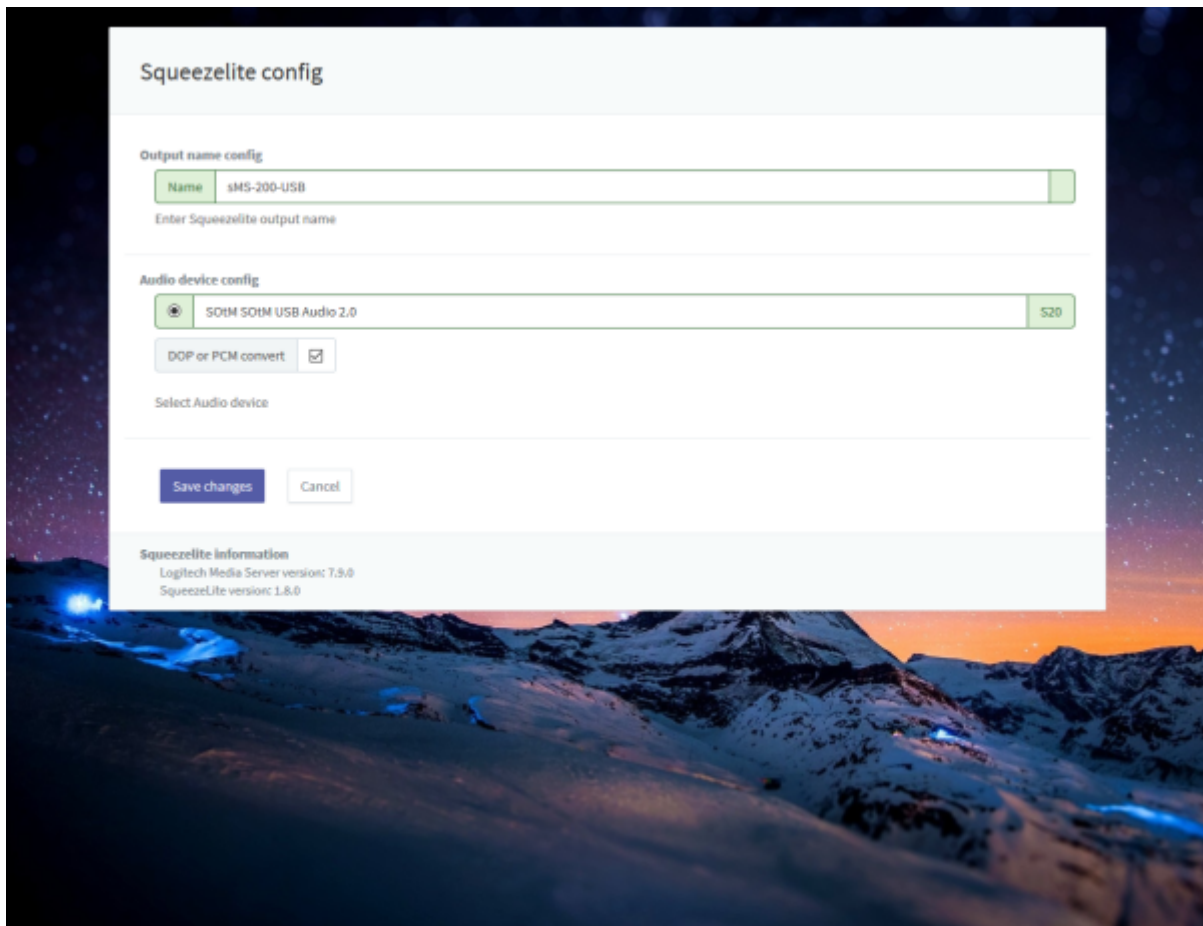 Squeezelite config
Output name config
Name sMS-200-USB
Enter Squeezelite output name
Audio device config
SOtM SOtM USB Audio 2.0 S20
DOP or PCM convert
Select Audio device
Save changes Cancel
Squeezelite information
Logitech Media Server version: 7.9.0
SqueezeLite version: 1.8.0